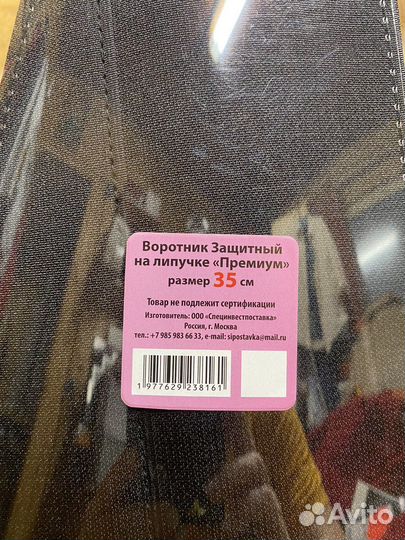 Воротник Защитный
на липучке «Премиум»
размер 35 см
Товар не подлежит сертификации
Изготовитель: ООО «Специнвестпоставка»
Россия, г. Москва
тел.: +7 985 983 66 33, e-mail: sipostavka@mail.ru
1 977629 238161
Avito